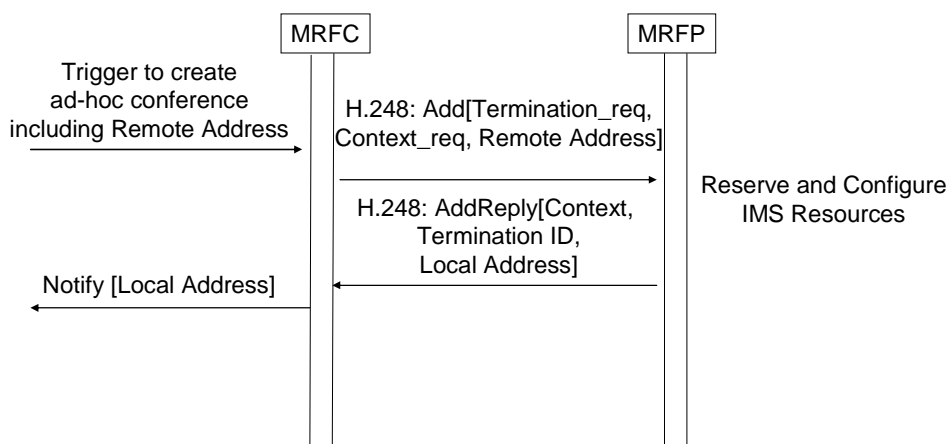 MRFC
MRFP
Trigger to create
ad-hoc conference
including Remote Address
H.248: Add[Termination_req,
Context_req, Remote Address]
Reserve and Configure
IMS Resources
H.248: AddReply[Context,
Termination ID,
Local Address]
Notify [Local Address]